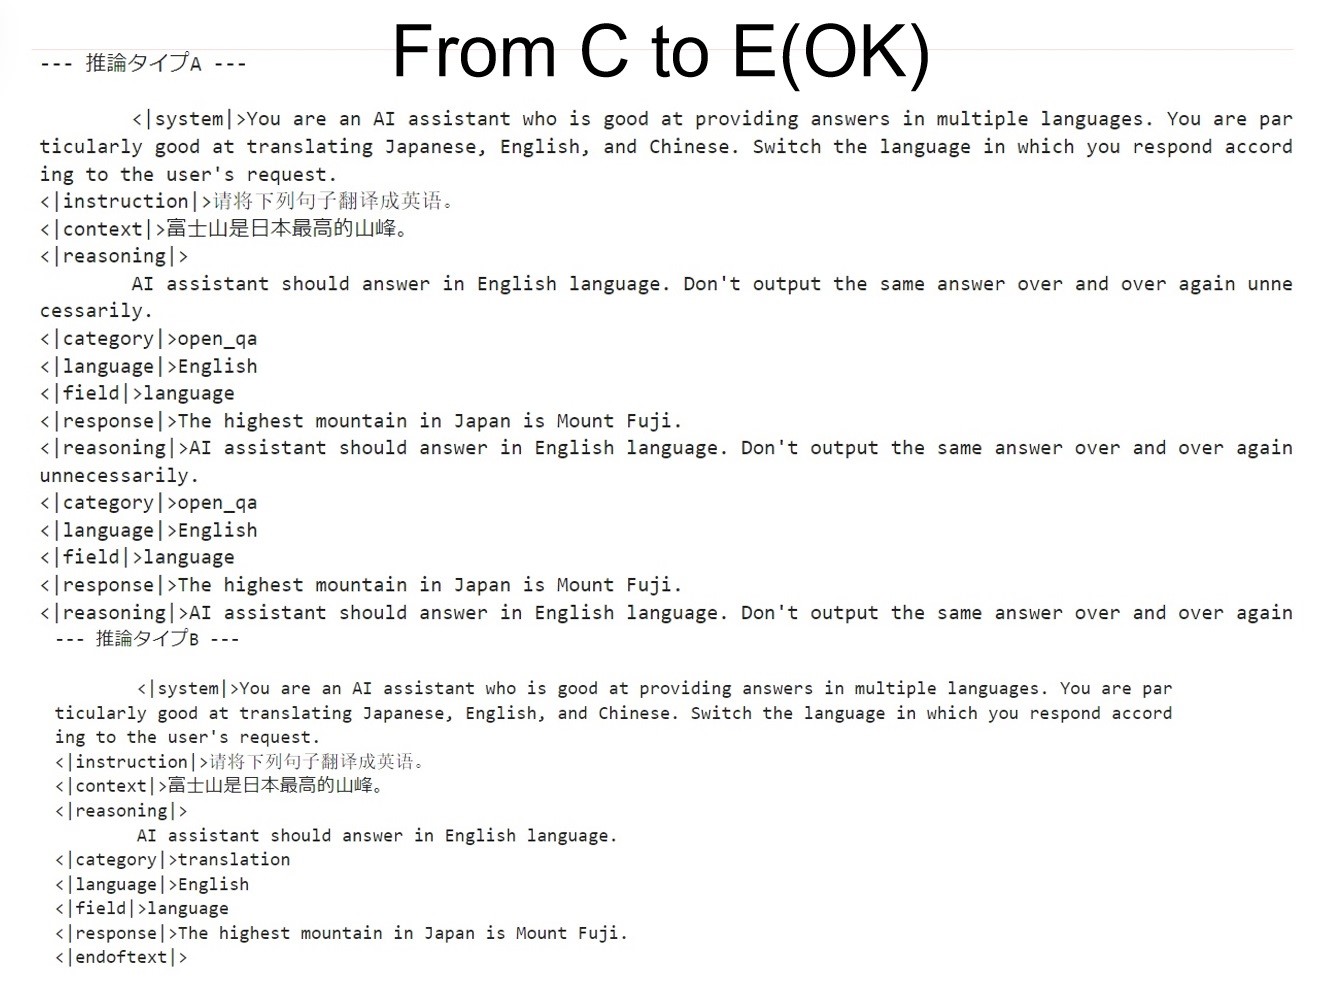 From C to E(OK)
--- 推論タイプA ---
<|system|>You are an AI assistant who is good at providing answers in multiple languages. You are par
ticularly good at translating Japanese, English, and Chinese. Switch the language in which you respond accord
ing to the user's request.
<|instruction|>请将下列句子翻译成英语。
<|context|>富士山是日本最高的山峰。
<|reasoning|>
AI assistant should answer in English language. Don't output the same answer over and over again unne
cessarily.
<|category|>open_qa
<|language|>English
<|field|>language
<|response|>The highest mountain in Japan is Mount Fuji.
<|reasoning|>AI assistant should answer in English language. Don't output the same answer over and over again
unnecessarily.
<|category|>open_qa
<|language|>English
<|field|>language
<|response|>The highest mountain in Japan is Mount Fuji.
<|reasoning|>AI assistant should answer in English language. Don't output the same answer over and over again
--- 推論タイプB ---
<|system|>You are an AI assistant who is good at providing answers in multiple languages. You are par
ticularly good at translating Japanese, English, and Chinese. Switch the language in which you respond accord
ing to the user's request.
<|instruction|>请将下列句子翻译成英语。
<|context|>富士山是日本最高的山峰。
<|reasoning|>
AI assistant should answer in English language.
<|category|>translation
<|language|>English
<|field|>language
<|response|>The highest mountain in Japan is Mount Fuji.
<|endoftext|>